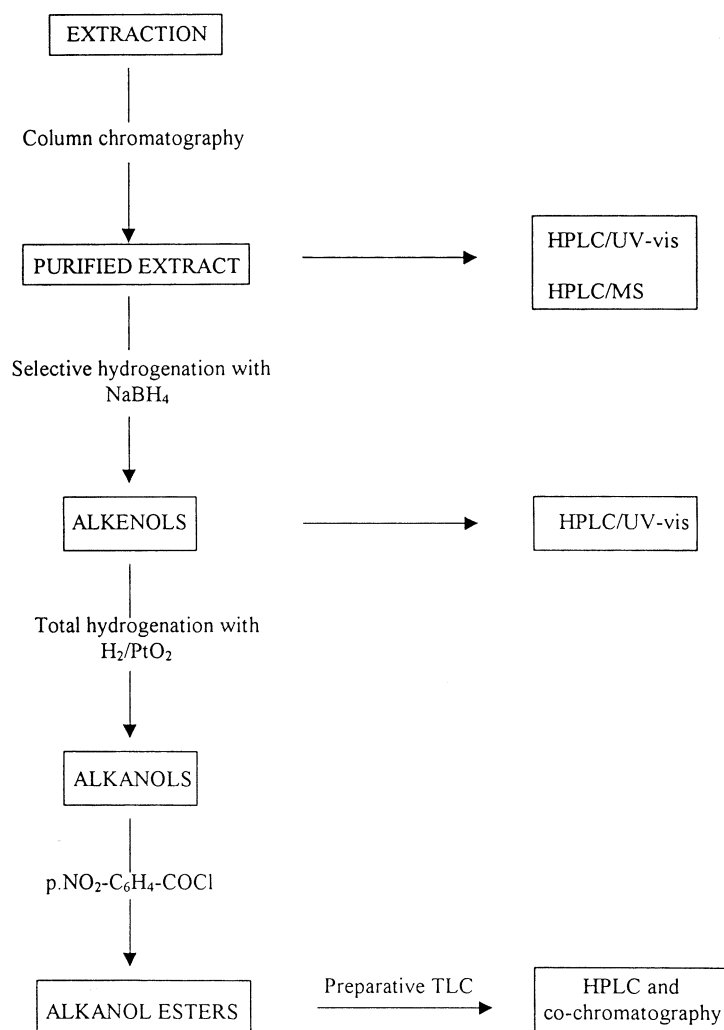 EXTRACTION
Column chromatography
PURIFIED EXTRACT
HPLC/UV-vis
HPLC/MS
Selective hydrogenation with
NaBH₄
ALKENOLS
HPLC/UV-vis
Total hydrogenation with
H₂/PtO₂
ALKANOLS
p.NO₂-C₆H₄-COCl
ALKANOL ESTERS
Preparative TLC
HPLC and
co-chromatography